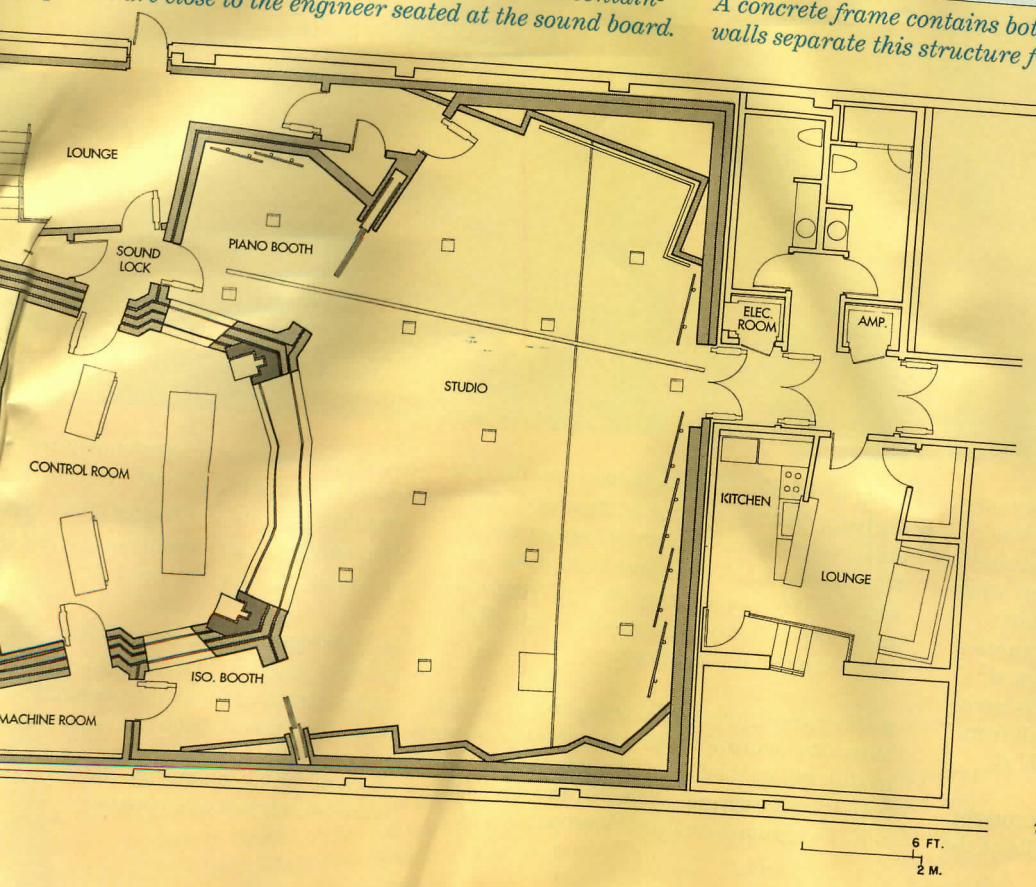 are close to the engineer seated at the sound board.
A concrete frame contains
walls separate this structure
LOUNGE
PIANO BOOTH
SOUND
LOCK
ELEC.
ROOM
AMP.
STUDIO
CONTROL ROOM
KITCHEN
LOUNGE
ISO. BOOTH
MACHINE ROOM
6 FT.
2 M.